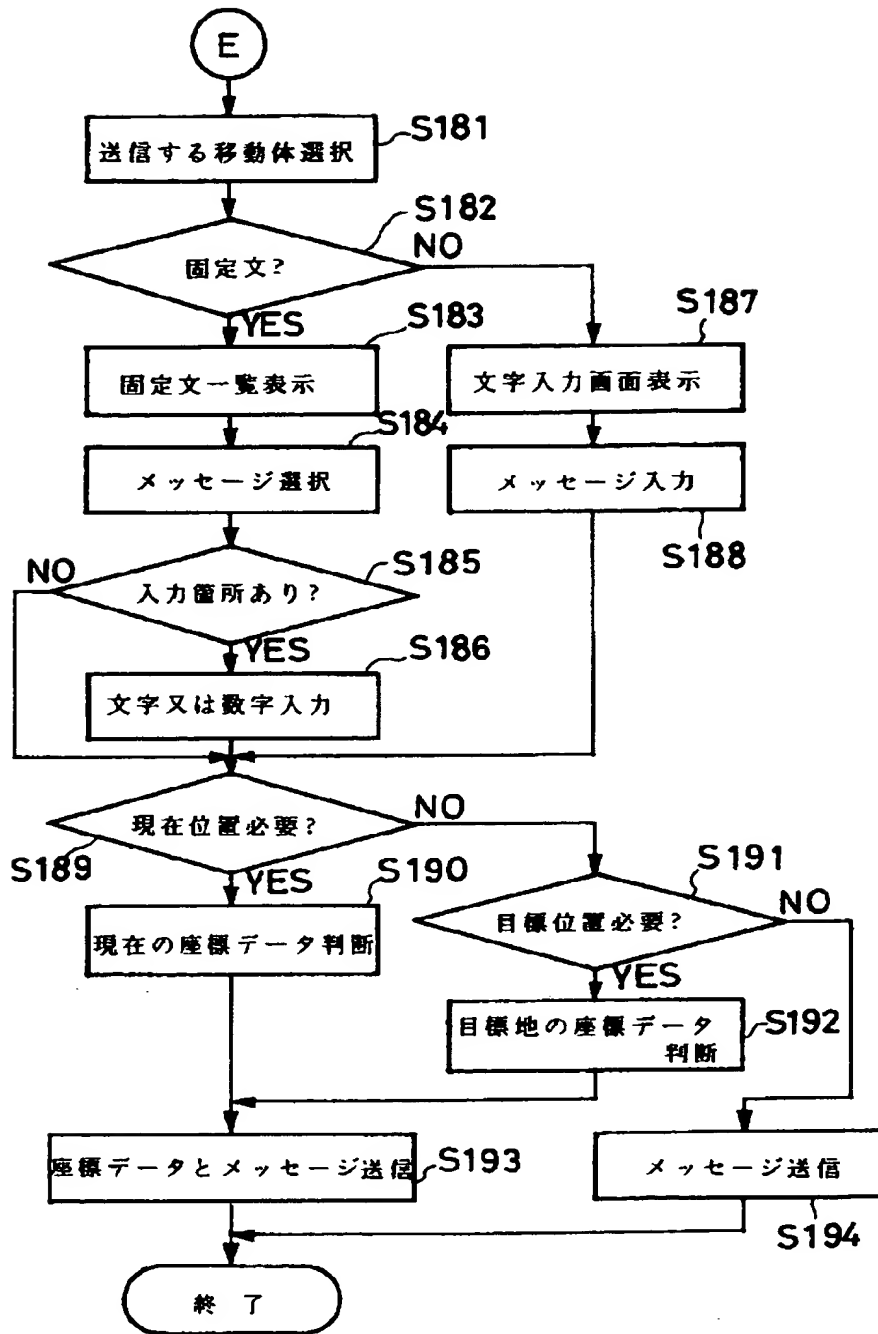 E
送信する移動体選択
S181
固定文?
S182
NO
YES
S183
固定文一覧表示
S187
文字入力画面表示
S184
メッセージ選択
メッセージ入力
S188
NO
入力箇所あり?
S185
YES
S186
文字又は数字入力
現在位置必要?
NO
S189
YES
S190
現在の座標データ判断
S191
目標位置必要?
NO
YES
目標地の座標データ
判断
S192
座標データとメッセージ送信
S193
メッセージ送信
S194
終了